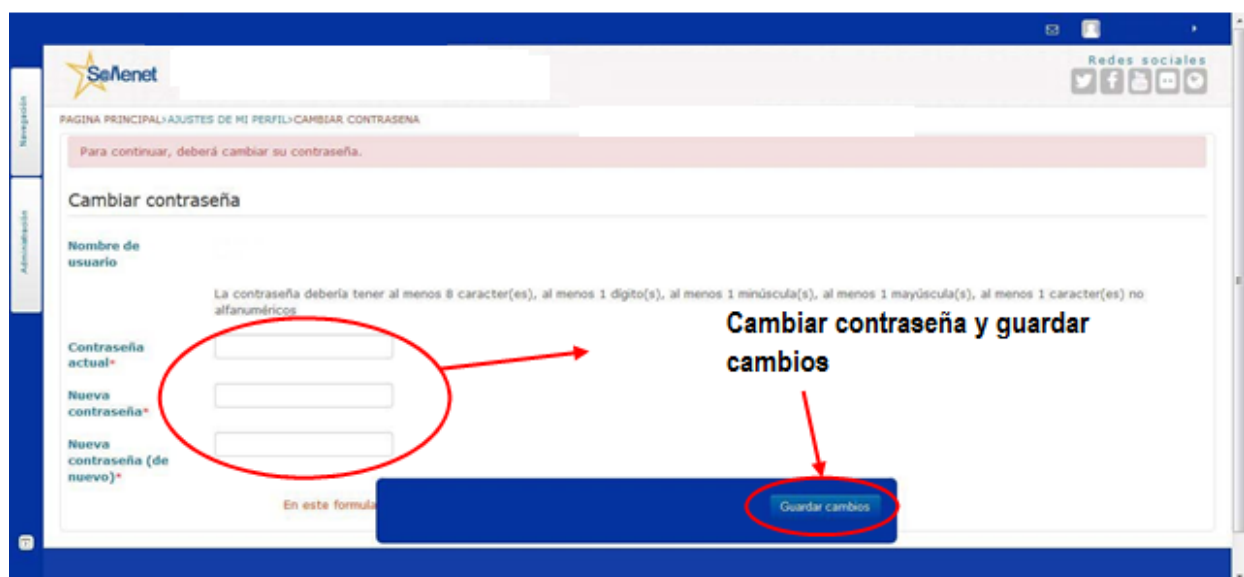 Señenet
Redes sociales
Navegación
Administración
PAGINA PRINCIPAL›AJUSTES DE MI PERFIL›CAMBIAR CONTRASEÑA
Para continuar, deberá cambiar su contraseña.
Cambiar contraseña
Nombre de
usuario
La contraseña debería tener al menos 8 caracter(es), al menos 1 dígito(s), al menos 1 minúscula(s), al menos 1 mayúscula(s), al menos 1 caracter(es) no
alfanuméricos
Cambiar contraseña y guardar
cambios
Contraseña
actual*
Nueva
contraseña*
Nueva
contraseña (de
nuevo)*
En este formula
Guardar cambios